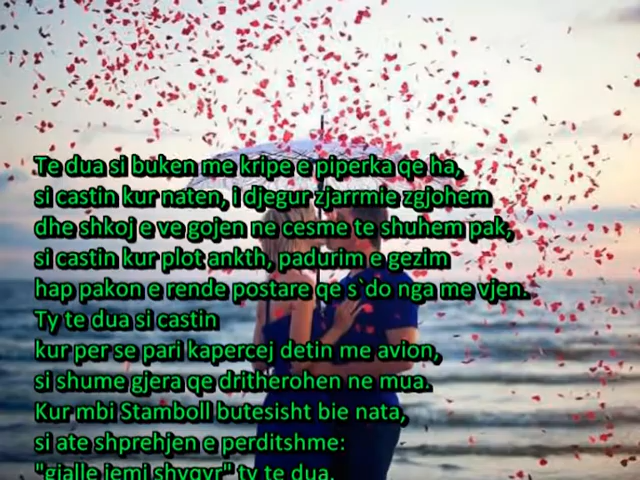 Te dua si buken me kripe e piperka qe ha,
si castin kur naten, i djegur zjarrmie zgjohem
dhe shkoj e ve gojen ne cesme te shuhem pak,
si castin kur plot ankth, padurim e gezim
hap pakon e rende postare qe s`do nga me vjen.
Ty te dua si castin
kur per se pari kapercej detin me avion,
si shume gjera qe dritherohen ne mua.
Kur mbi Stamboll butesisht bie nata,
si ate shprehjen e perditshme:
"gjalle jemi shyqyr" ty te dua.